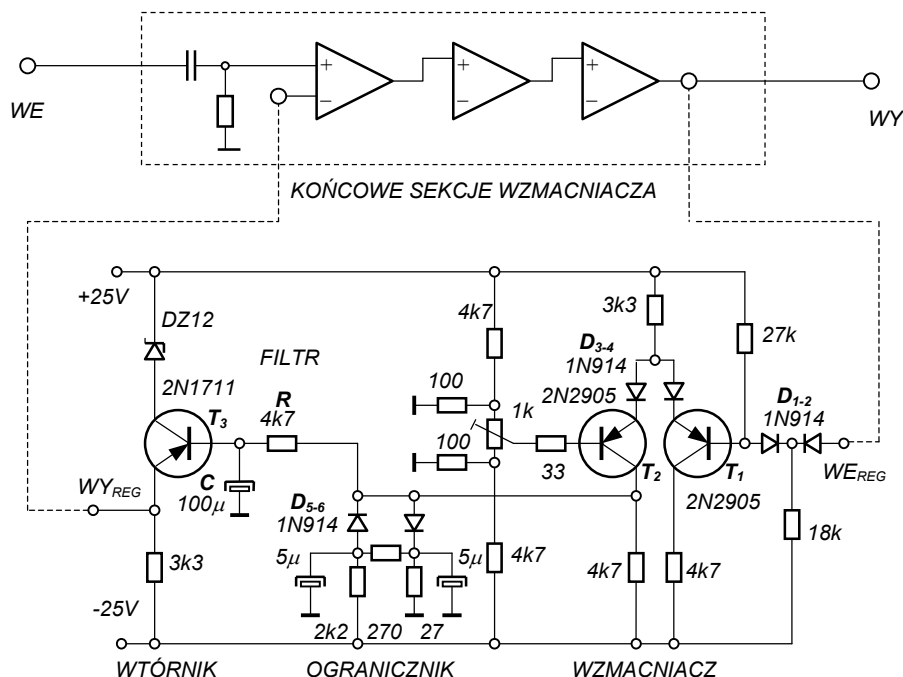 WE
+
−
+
−
+
−
WY
KOŃCOWE SEKCJE WZMACNIACZA
+25V
DZ12
2N1711
T3
FILTR
R
4k7
C
100µ
WYREG
3k3
-25V
WTÓRNIK
D5-6
1N914
5µ
2k2
270
27
5µ
OGRANICZNIK
4k7
100
100
1k
4k7
33
3k3
D3-4
1N914
2N2905
T2
T1
2N2905
27k
D1-2
1N914
WEREG
18k
4k7
4k7
WZMACNIACZ